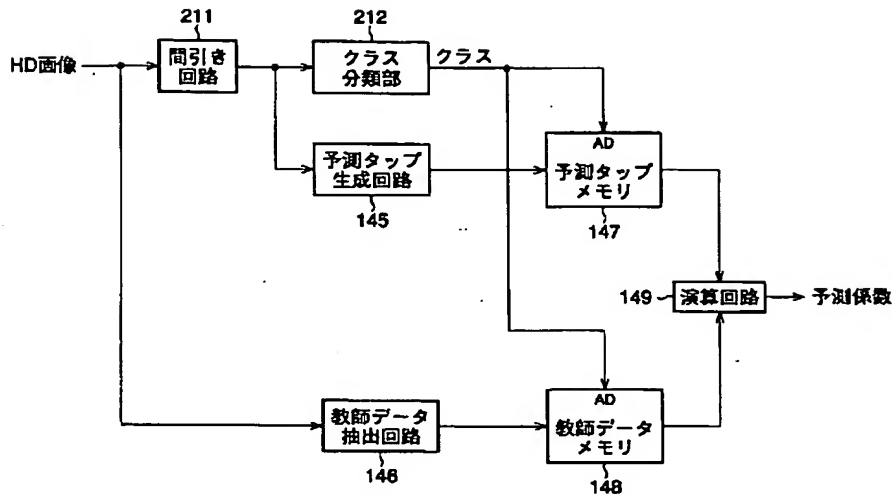 211
212
HD画像
間引き
回路
クラス
分類部
クラス
予測タップ
生成回路
145
AD
予測タップ
メモリ
147
149
演算回路
予測係数
教師データ
抽出回路
146
AD
教師データ
メモリ
148